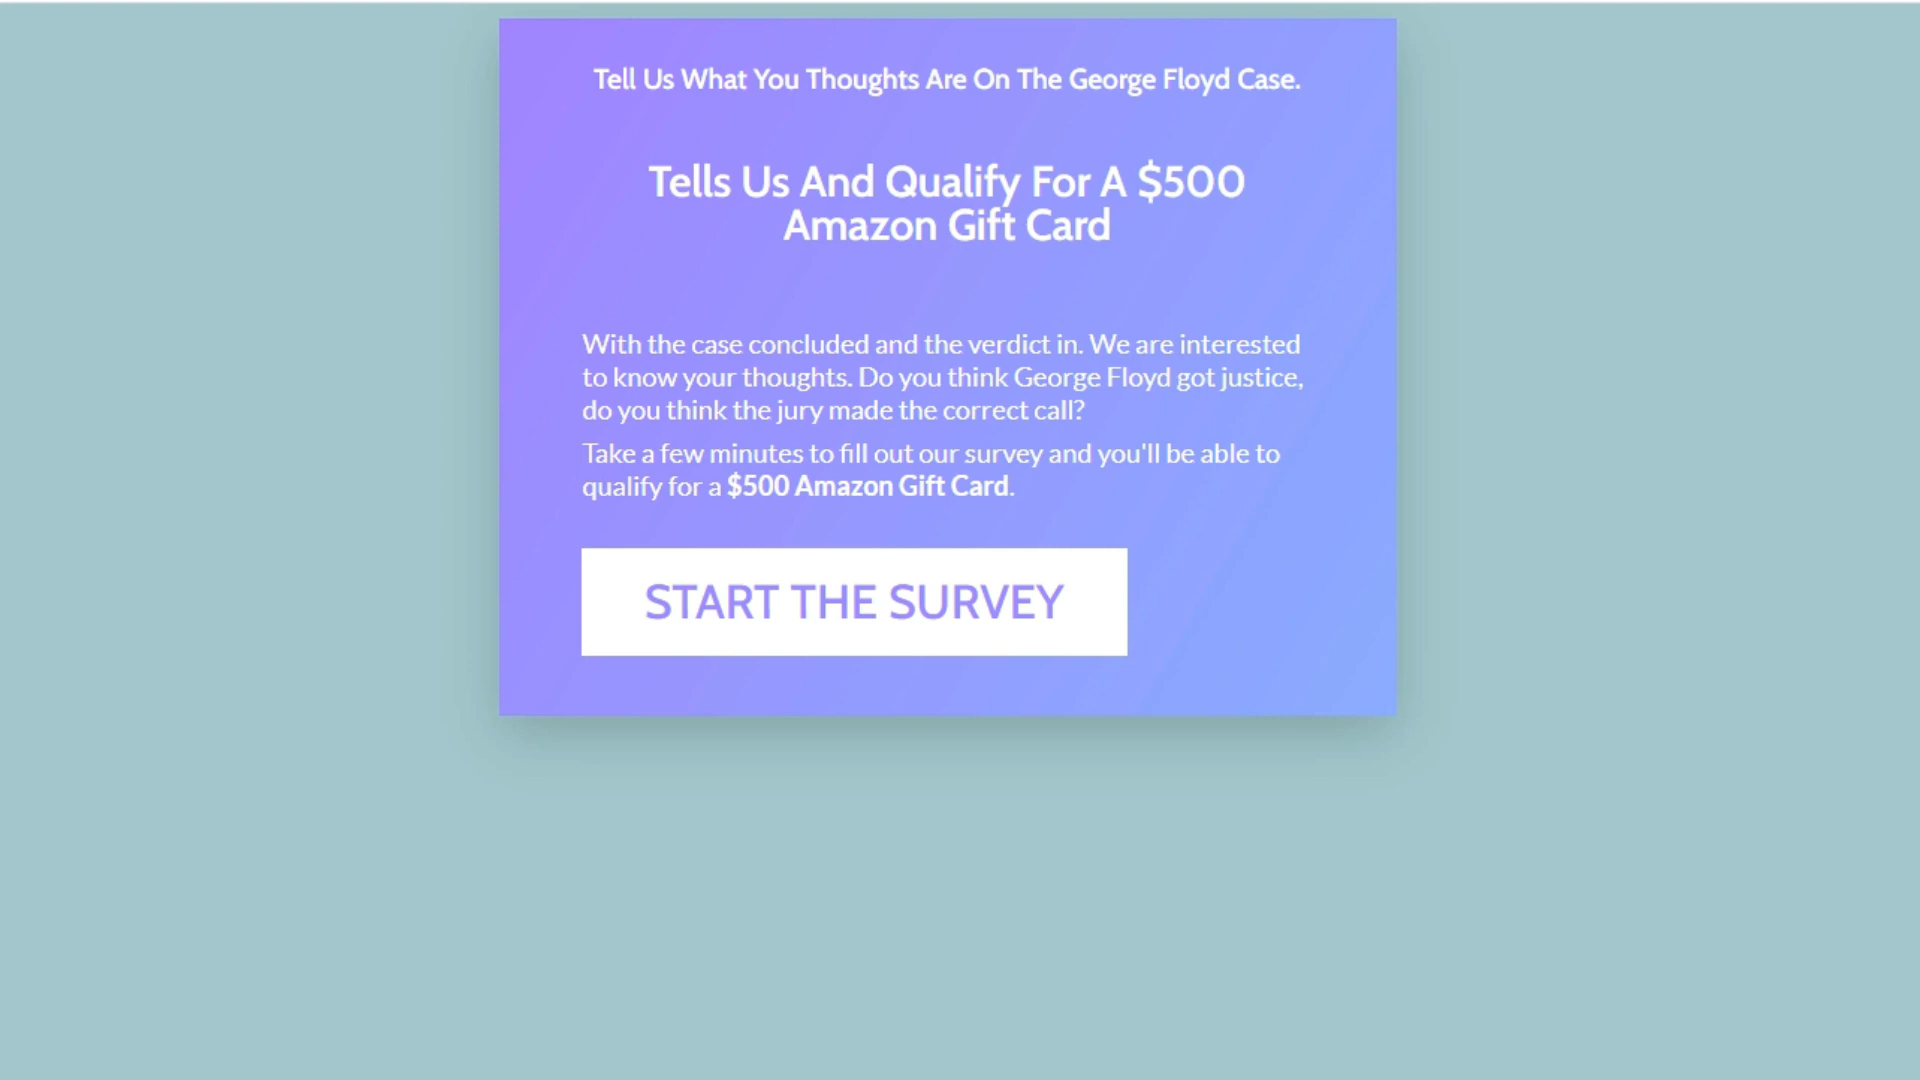 Tell Us What You Thoughts Are On The George Floyd Case.
Tells Us And Qualify For A $500
Amazon Gift Card
With the case concluded and the verdict in. We are interested
to know your thoughts. Do you think George Floyd got justice,
do you think the jury made the correct call?
Take a few minutes to fill out our survey and you'll be able to
qualify for a $500 Amazon Gift Card.
START THE SURVEY